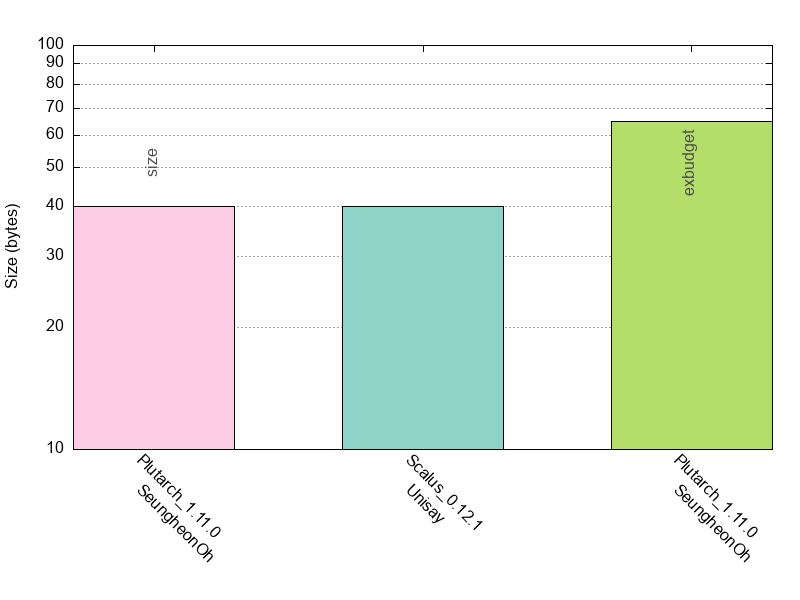 100
90
80
70
60
50
40
30
20
10
Size (bytes)
size
exbudget
Plutarch_1.11.0
SeungheonOh
Scalus_0.12.1
Unisay
Plutarch_1.11.0
SeungheonOh